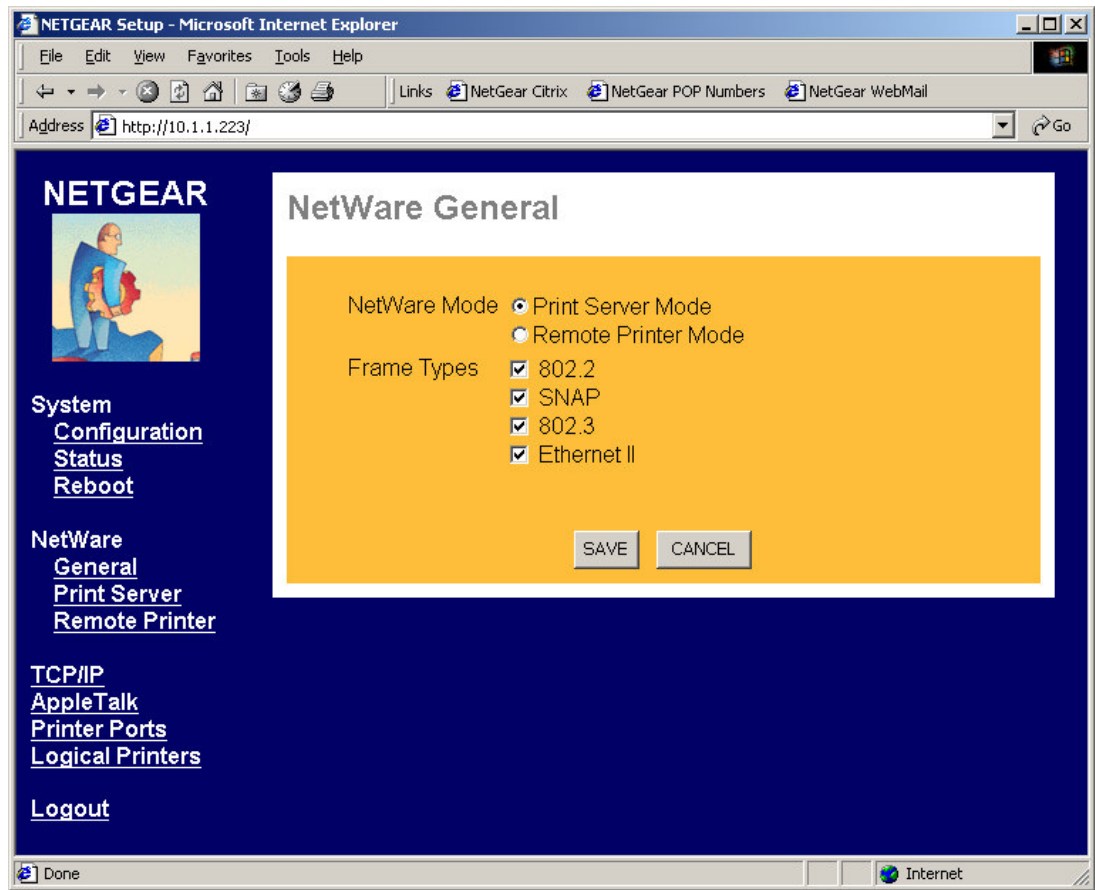 NETGEAR Setup - Microsoft Internet Explorer
File Edit View Favorites Tools Help
Links NetGear Citrix NetGear POP Numbers NetGear WebMail
Address http://10.1.1.223/ Go
NETGEAR
System
Configuration
Status
Reboot
NetWare
General
Print Server
Remote Printer
TCP/IP
AppleTalk
Printer Ports
Logical Printers
Logout
NetWare General
NetWare Mode Print Server Mode
Remote Printer Mode
Frame Types 802.2
SNAP
802.3
Ethernet II
SAVE CANCEL
Done Internet